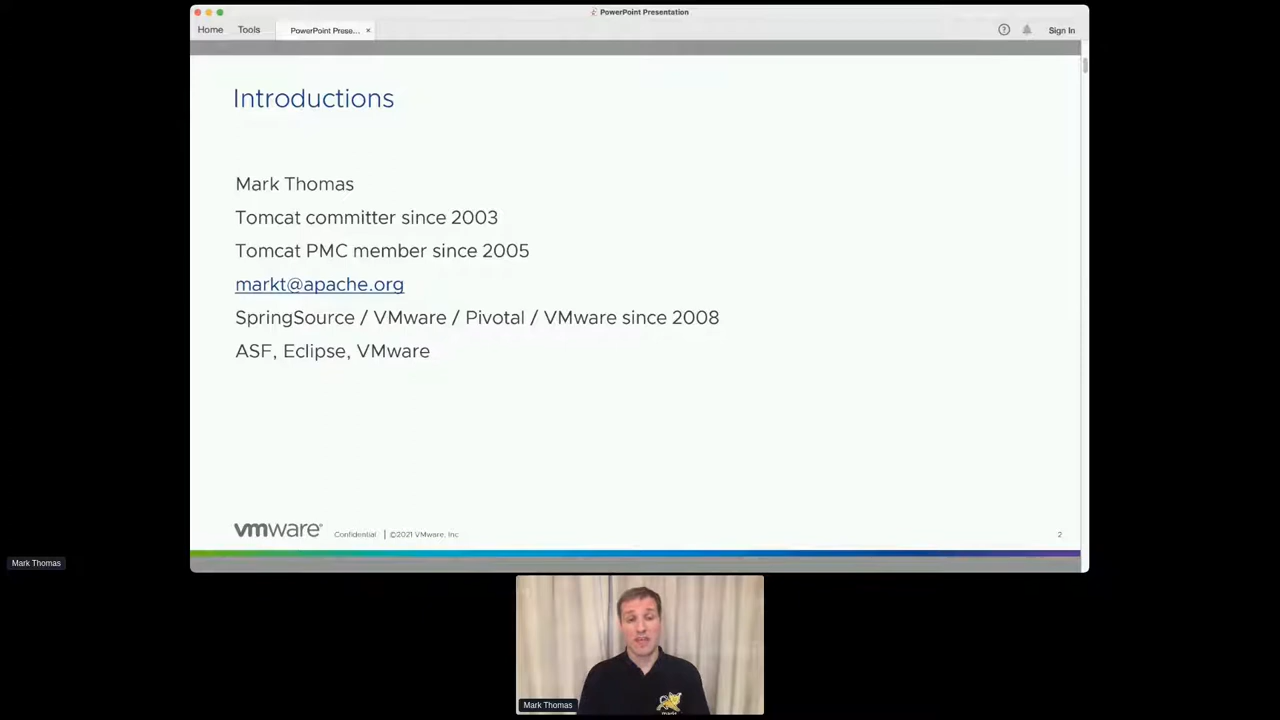 PowerPoint Presentation
Home Tools PowerPoint Prese... × Sign In
Introductions
Mark Thomas
Tomcat committer since 2003
Tomcat PMC member since 2005
markt@apache.org
SpringSource / VMware / Pivotal / VMware since 2008
ASF, Eclipse, VMware
vmware® Confidential | ©2021 VMware, Inc 2
Mark Thomas
Mark Thomas